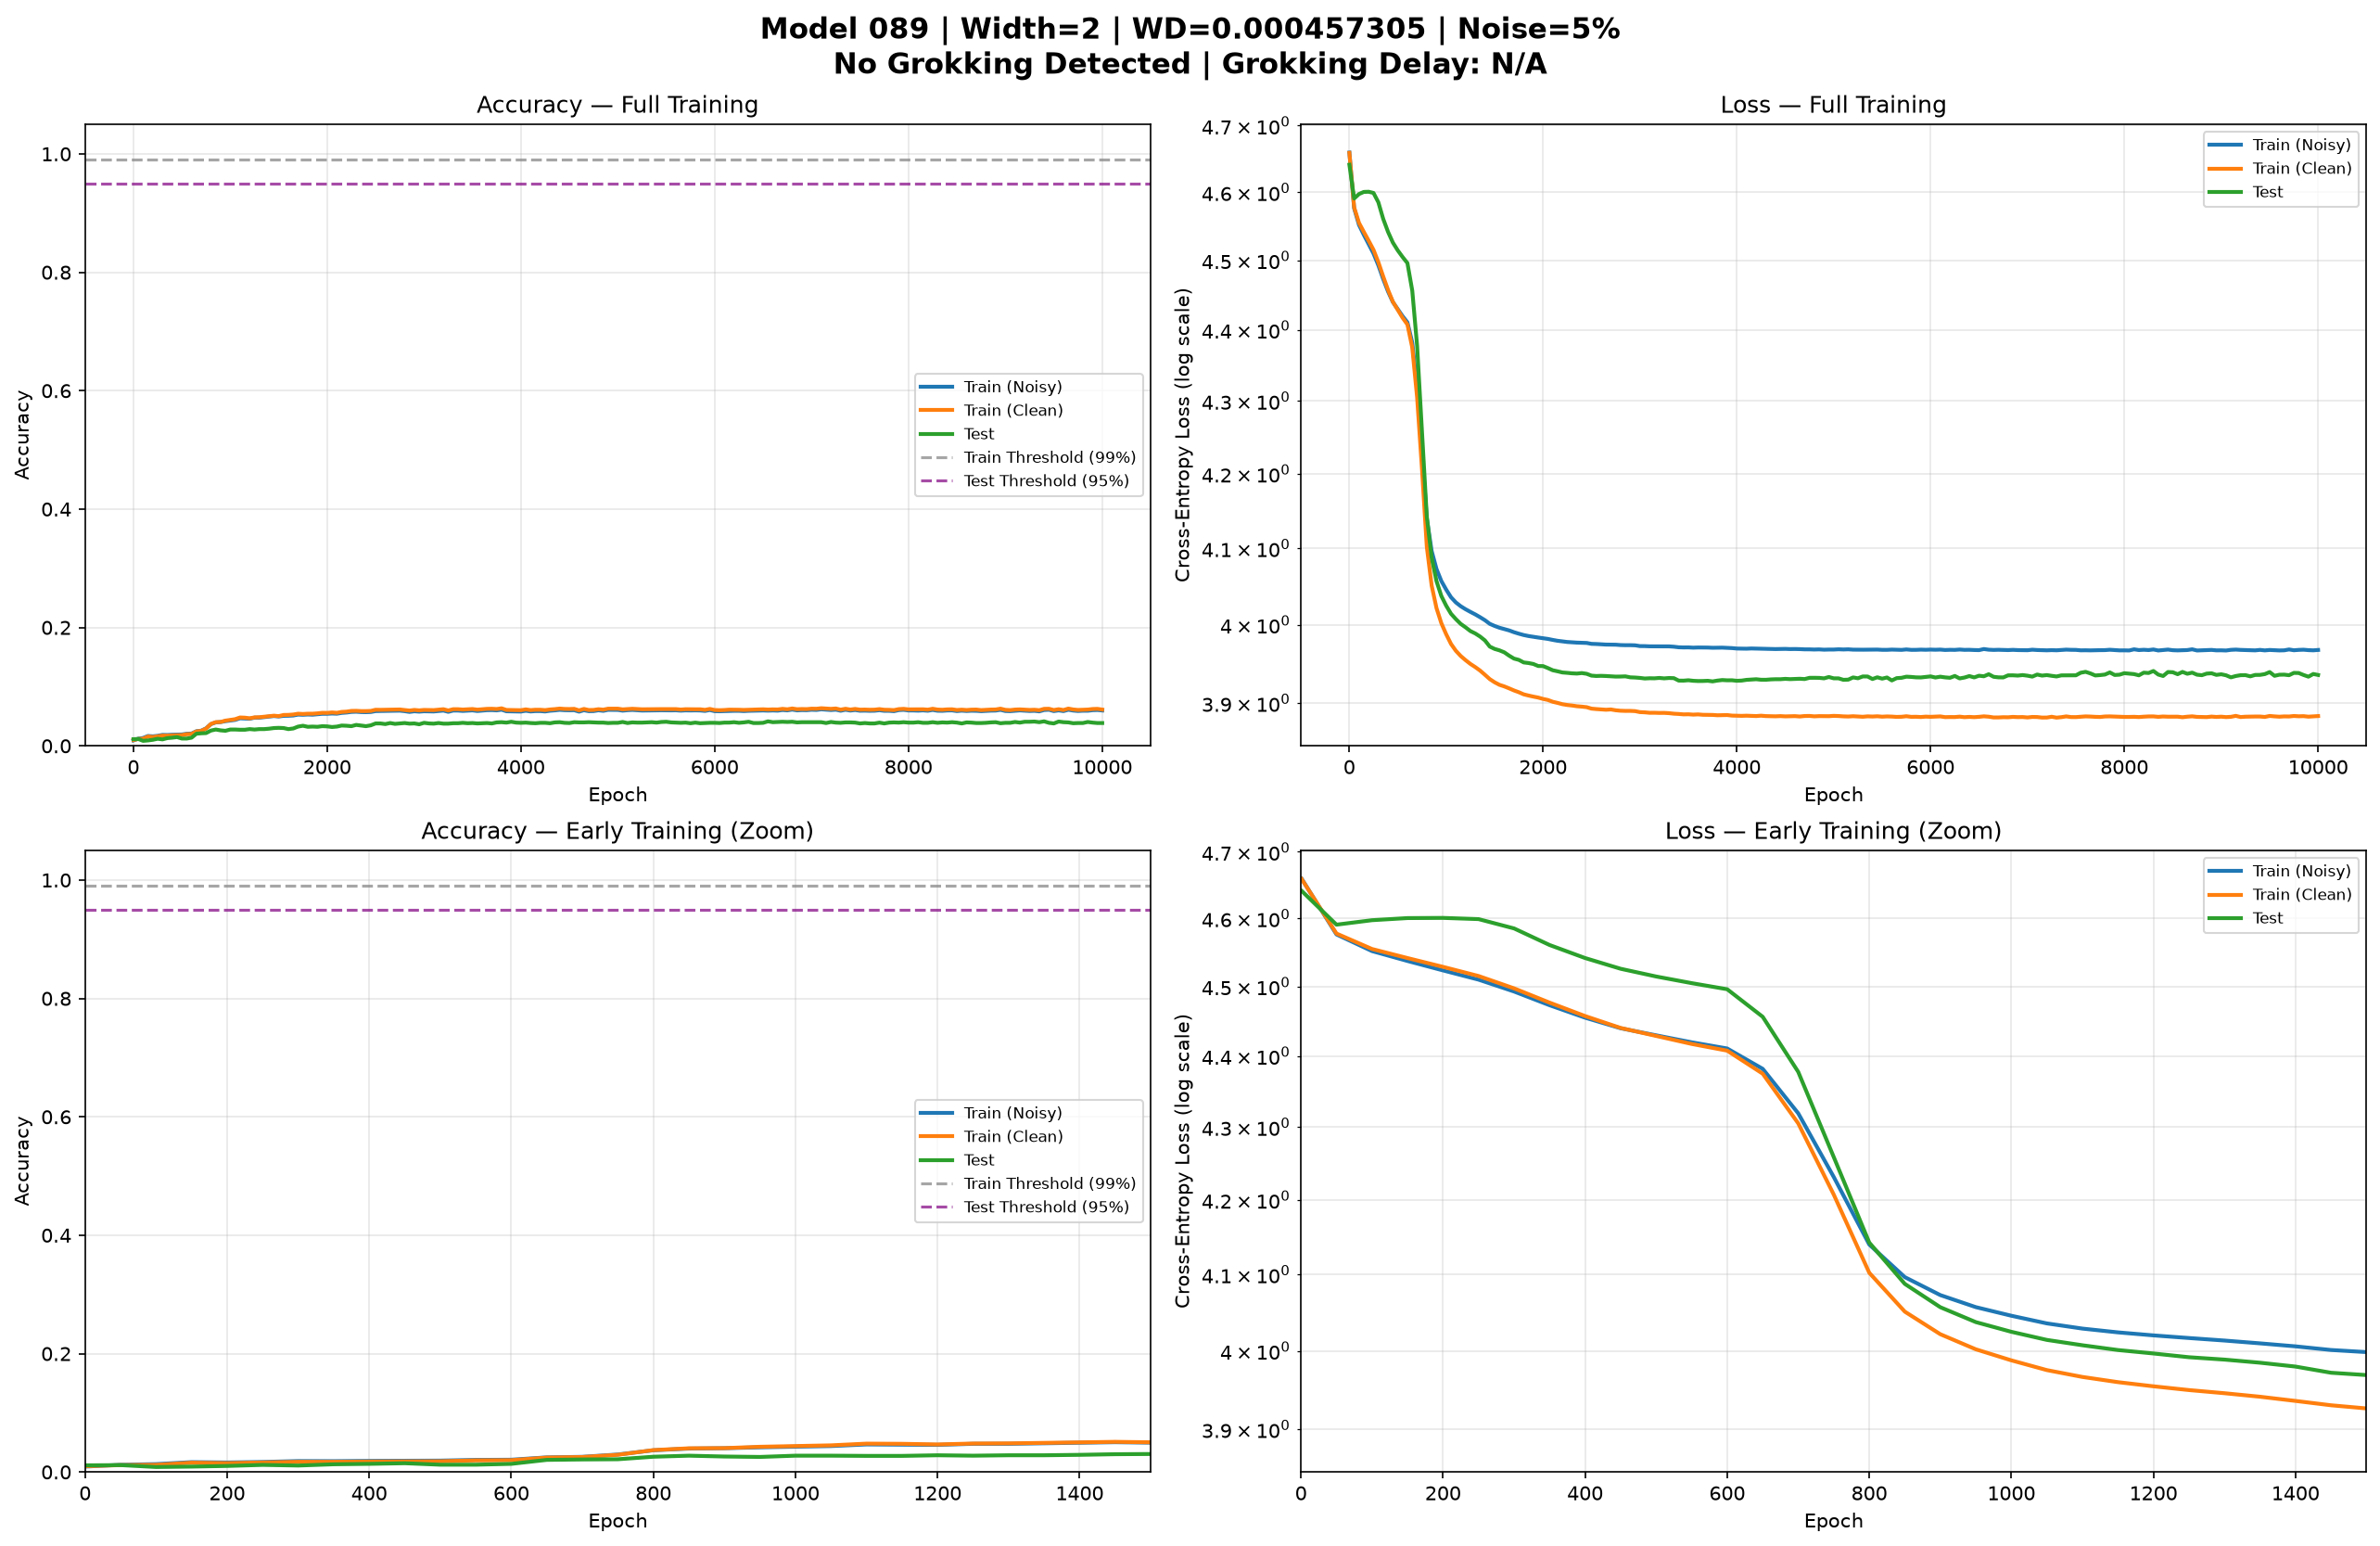 Model 089 | Width=2 | WD=0.000457305 | Noise=5%
No Grokking Detected | Grokking Delay: N/A
Accuracy — Full Training
1.0
0.8
0.6
0.4
0.2
0.0
Accuracy
0 2000 4000 6000 8000 10000
Epoch
Train (Noisy)
Train (Clean)
Test
Train Threshold (99%)
Test Threshold (95%)
Loss — Full Training
4.7 × 10⁰
4.6 × 10⁰
4.5 × 10⁰
4.4 × 10⁰
4.3 × 10⁰
4.2 × 10⁰
4.1 × 10⁰
4 × 10⁰
3.9 × 10⁰
Cross-Entropy Loss (log scale)
0 2000 4000 6000 8000 10000
Epoch
Train (Noisy)
Train (Clean)
Test
Accuracy — Early Training (Zoom)
1.0
0.8
0.6
0.4
0.2
0.0
Accuracy
0 200 400 600 800 1000 1200 1400
Epoch
Train (Noisy)
Train (Clean)
Test
Train Threshold (99%)
Test Threshold (95%)
Loss — Early Training (Zoom)
4.7 × 10⁰
4.6 × 10⁰
4.5 × 10⁰
4.4 × 10⁰
4.3 × 10⁰
4.2 × 10⁰
4.1 × 10⁰
4 × 10⁰
3.9 × 10⁰
Cross-Entropy Loss (log scale)
0 200 400 600 800 1000 1200 1400
Epoch
Train (Noisy)
Train (Clean)
Test